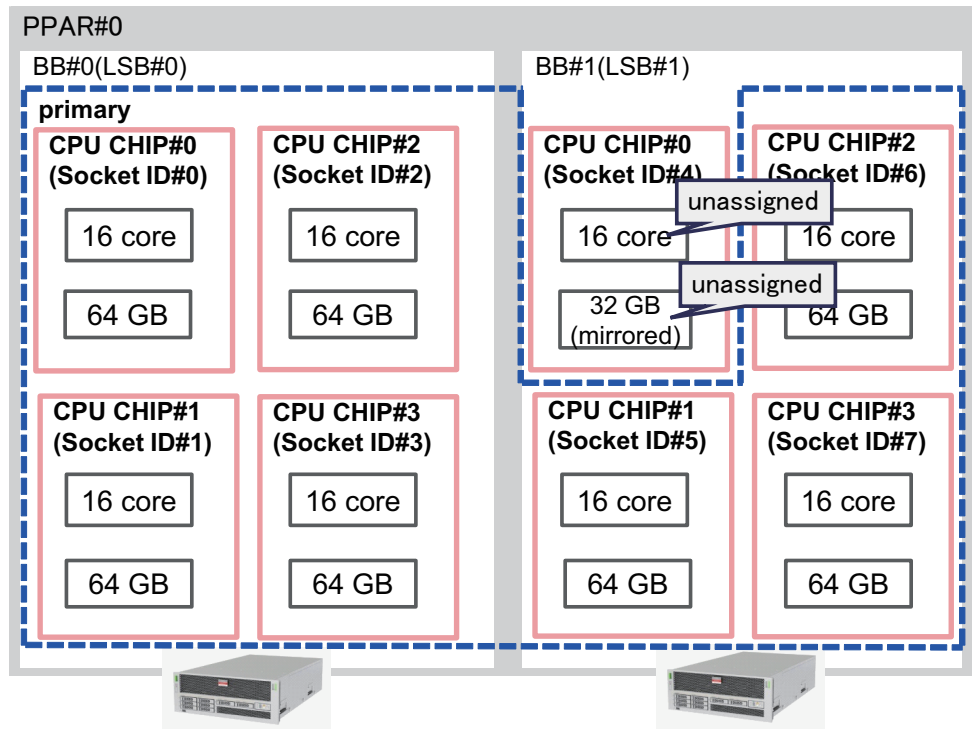 PPAR#0
BB#0(LSB#0)
BB#1(LSB#1)
primary
CPU CHIP#0
(Socket ID#0)
16 core
64 GB
CPU CHIP#2
(Socket ID#2)
16 core
64 GB
CPU CHIP#0
(Socket ID#4)
unassigned
16 core
unassigned
32 GB
(mirrored)
CPU CHIP#2
(Socket ID#6)
16 core
64 GB
CPU CHIP#1
(Socket ID#1)
16 core
64 GB
CPU CHIP#3
(Socket ID#3)
16 core
64 GB
CPU CHIP#1
(Socket ID#5)
16 core
64 GB
CPU CHIP#3
(Socket ID#7)
16 core
64 GB